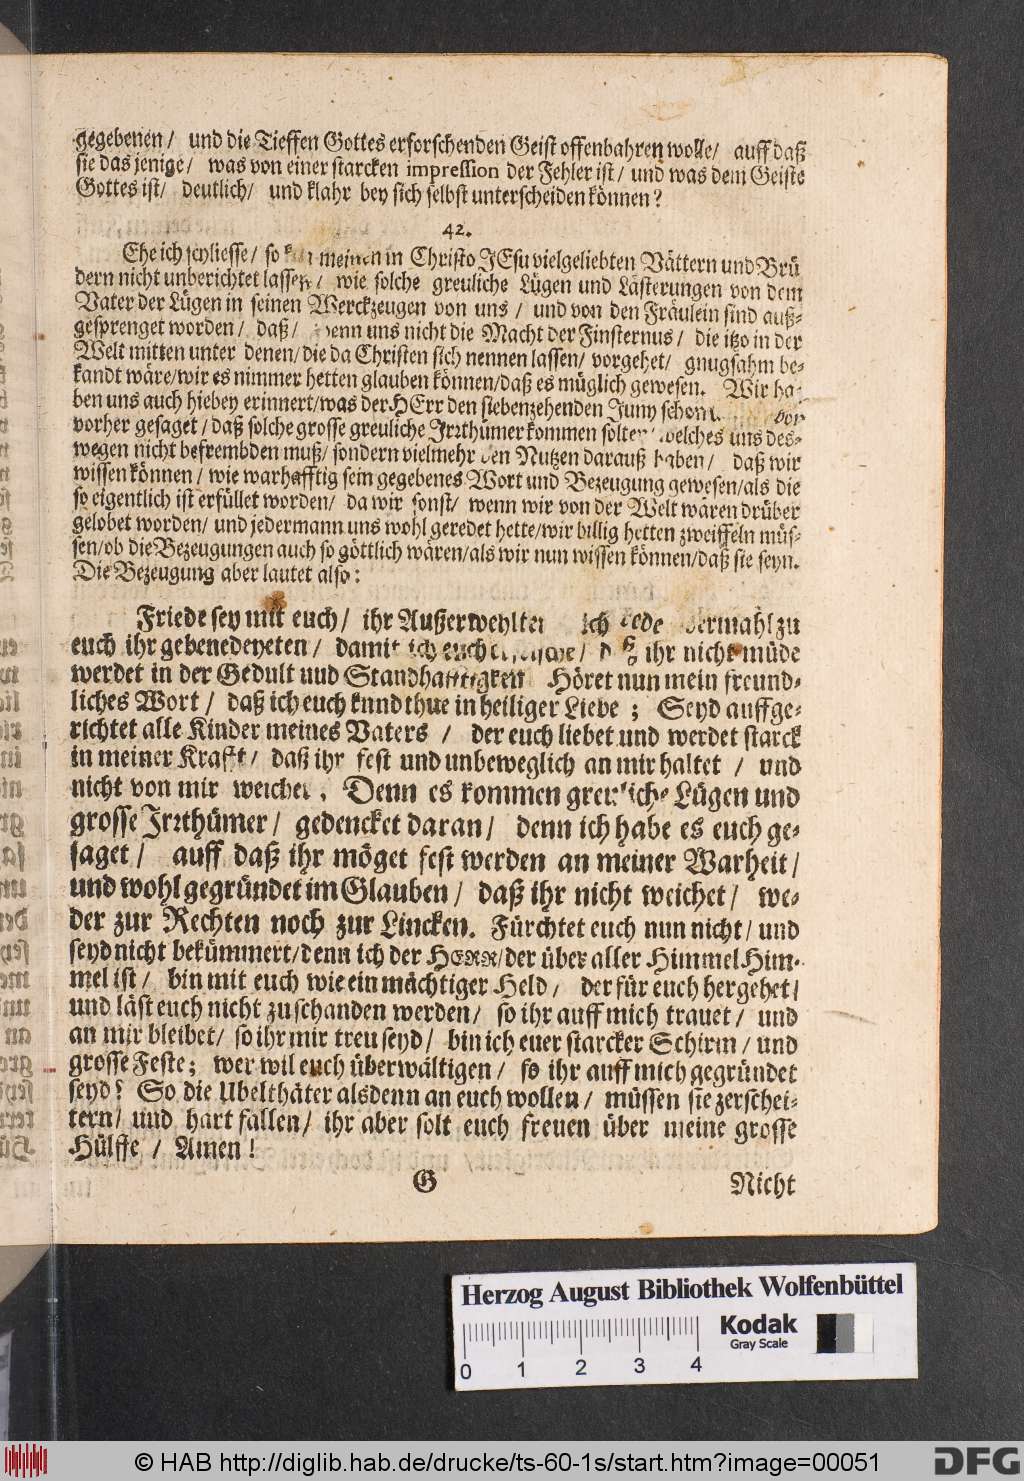 gegebenen / und die Tieffen Gottes erforschenden Geist offenbahren wolle / auff daß
sie das jenige / was von einer starcken impression der Fehler ist / und was dem Geiste
Gottes ist / deutlich / und klahr bey sich selbst unterscheiden können?
42.
Ehe ich schliesse / so meinen in Christo JEsu vielgeliebten Vättern und Brü
dern nicht unberichtet lassen / wie solche greuliche Lügen und Lästerungen von dem
Vater der Lügen in seinen Werckzeugen von uns / und von den Fräulein sind auß-
gesprenget worden / daß / wenn uns nicht die Macht der Finsternus / die itzo in der
Welt mitten unter denen / die da Christen sich nennen lassen / vorgehet / gnugsahm be-
kandt wäre / wir es nimmer hetten glauben können / daß es müglich gewesen. Wir ha-
ben uns auch hiebey erinnert / was der HErr den siebenzehenden Juny schon vor
vorher gesaget / daß solche grosse greuliche Jrrthümer kommen solten welches uns des-
wegen nicht befrembden muß / sondern vielmehr den Nutzen darauß haben / daß wir
wissen können / wie warhafftig sein gegebenes Wort und Bezeugung gewesen / als die
so eigentlich ist erfüllet worden / da wir sonst / wenn wir von der Welt wären drüber
gelobet worden / und jedermann uns wohl geredet hette / wir billig hetten zweiffeln müs-
sen / ob die Bezeugungen auch so göttlich wären / als wir nun wissen können / daß sie seyn.
Die Bezeugung aber lautet also:
Friede sey mit euch / ihr Außerwehlten ich rede abermahl zu
euch ihr gebenedeyeten / damit ich euch / daß ihr nicht müde
werdet in der Gedult uud Standhafftigkeit Höret nun mein freund-
liches Wort / daß ich euch kund thue in heiliger Liebe; Seyd auffge-
richtet alle Kinder meines Vaters / der euch liebet und werdet starck
in meiner Krafft / daß ihr fest und unbeweglich an mir haltet / und
nicht von mir weichet. Denn es kommen greuliche Lügen und
grosse Jrrthümer / gedencket daran / denn ich habe es euch ge-
saget / auff daß ihr möget fest werden an meiner Warheit /
und wohl gegründet im Glauben / daß ihr nicht weichet / we-
der zur Rechten noch zur Lincken. Fürchtet euch nun nicht / und
seyd nicht bekümmert / denn ich der HERR / der über aller Himmel Him-
mel ist / bin mit euch wie ein mächtiger Held / der für euch hergehet /
und läst euch nicht zu schanden werden / so ihr auff mich trauet / und
an mir bleibet / so ihr mir treu seyd / bin ich euer starcker Schirm / und
grosse Feste; wer wil euch überwältigen / so ihr auff mich gegründet
seyd? So die Ubelthäter alsdenn an euch wollen / müssen sie zerschei-
tern / und hart fallen / ihr aber solt euch freuen über meine grosse
Hülffe / Amen!
G Nicht
Herzog August Bibliothek Wolfenbüttel
Kodak
Gray Scale
0 1 2 3 4
© HAB http://diglib.hab.de/drucke/ts-60-1s/start.htm?image=00051
DFG